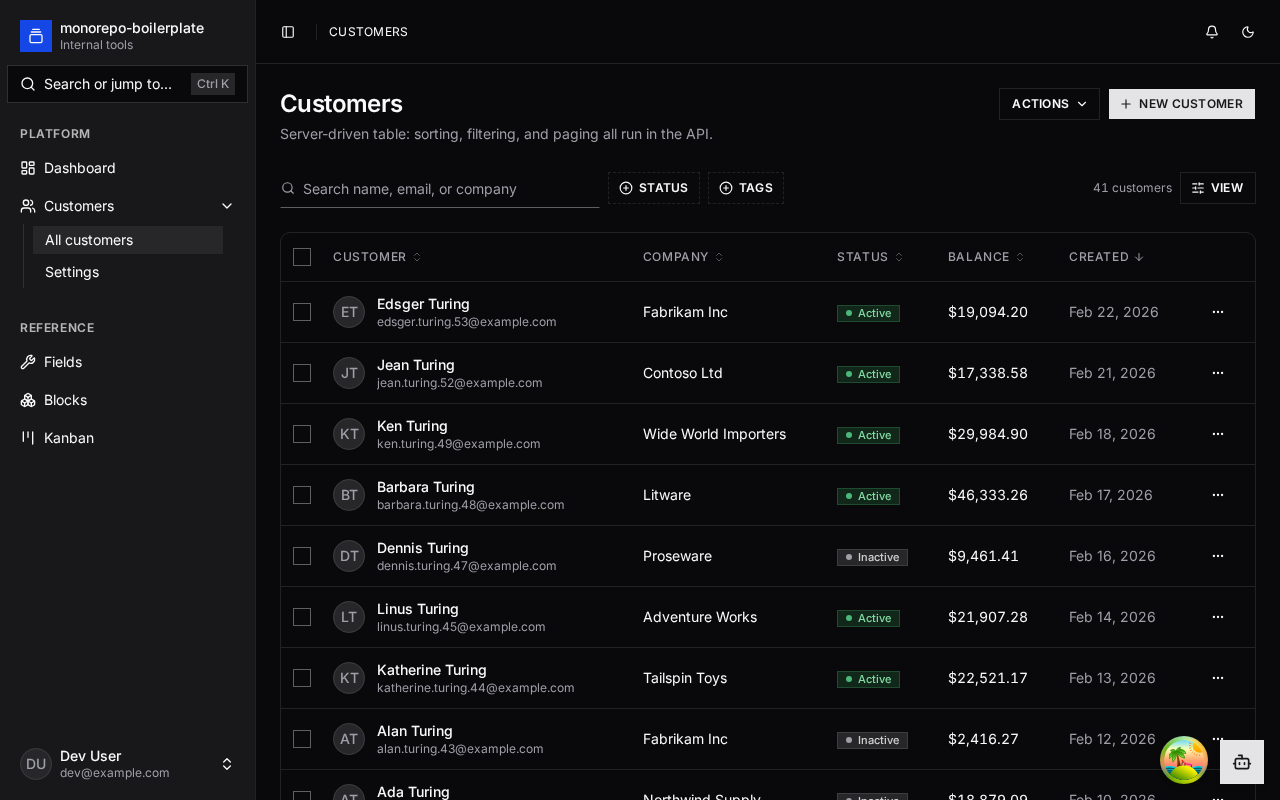 monorepo-boilerplate
Internal tools
Search or jump to... Ctrl K
PLATFORM
Dashboard
Customers
All customers
Settings
REFERENCE
Fields
Blocks
Kanban
DU Dev User
dev@example.com
CUSTOMERS
Customers
Server-driven table: sorting, filtering, and paging all run in the API.
ACTIONS
NEW CUSTOMER
Search name, email, or company
STATUS
TAGS
41 customers
VIEW
CUSTOMER COMPANY STATUS BALANCE CREATED
ET Edsger Turing Fabrikam Inc Active $19,094.20 Feb 22, 2026
edsger.turing.53@example.com
JT Jean Turing Contoso Ltd Active $17,338.58 Feb 21, 2026
jean.turing.52@example.com
KT Ken Turing Wide World Importers Active $29,984.90 Feb 18, 2026
ken.turing.49@example.com
BT Barbara Turing Litware Active $46,333.26 Feb 17, 2026
barbara.turing.48@example.com
DT Dennis Turing Proseware Inactive $9,461.41 Feb 16, 2026
dennis.turing.47@example.com
LT Linus Turing Adventure Works Active $21,907.28 Feb 14, 2026
linus.turing.45@example.com
KT Katherine Turing Tailspin Toys Active $22,521.17 Feb 13, 2026
katherine.turing.44@example.com
AT Alan Turing Fabrikam Inc Inactive $2,416.27 Feb 12, 2026
alan.turing.43@example.com
AT Ada Turing Northwind Supply Inactive $18,879.09